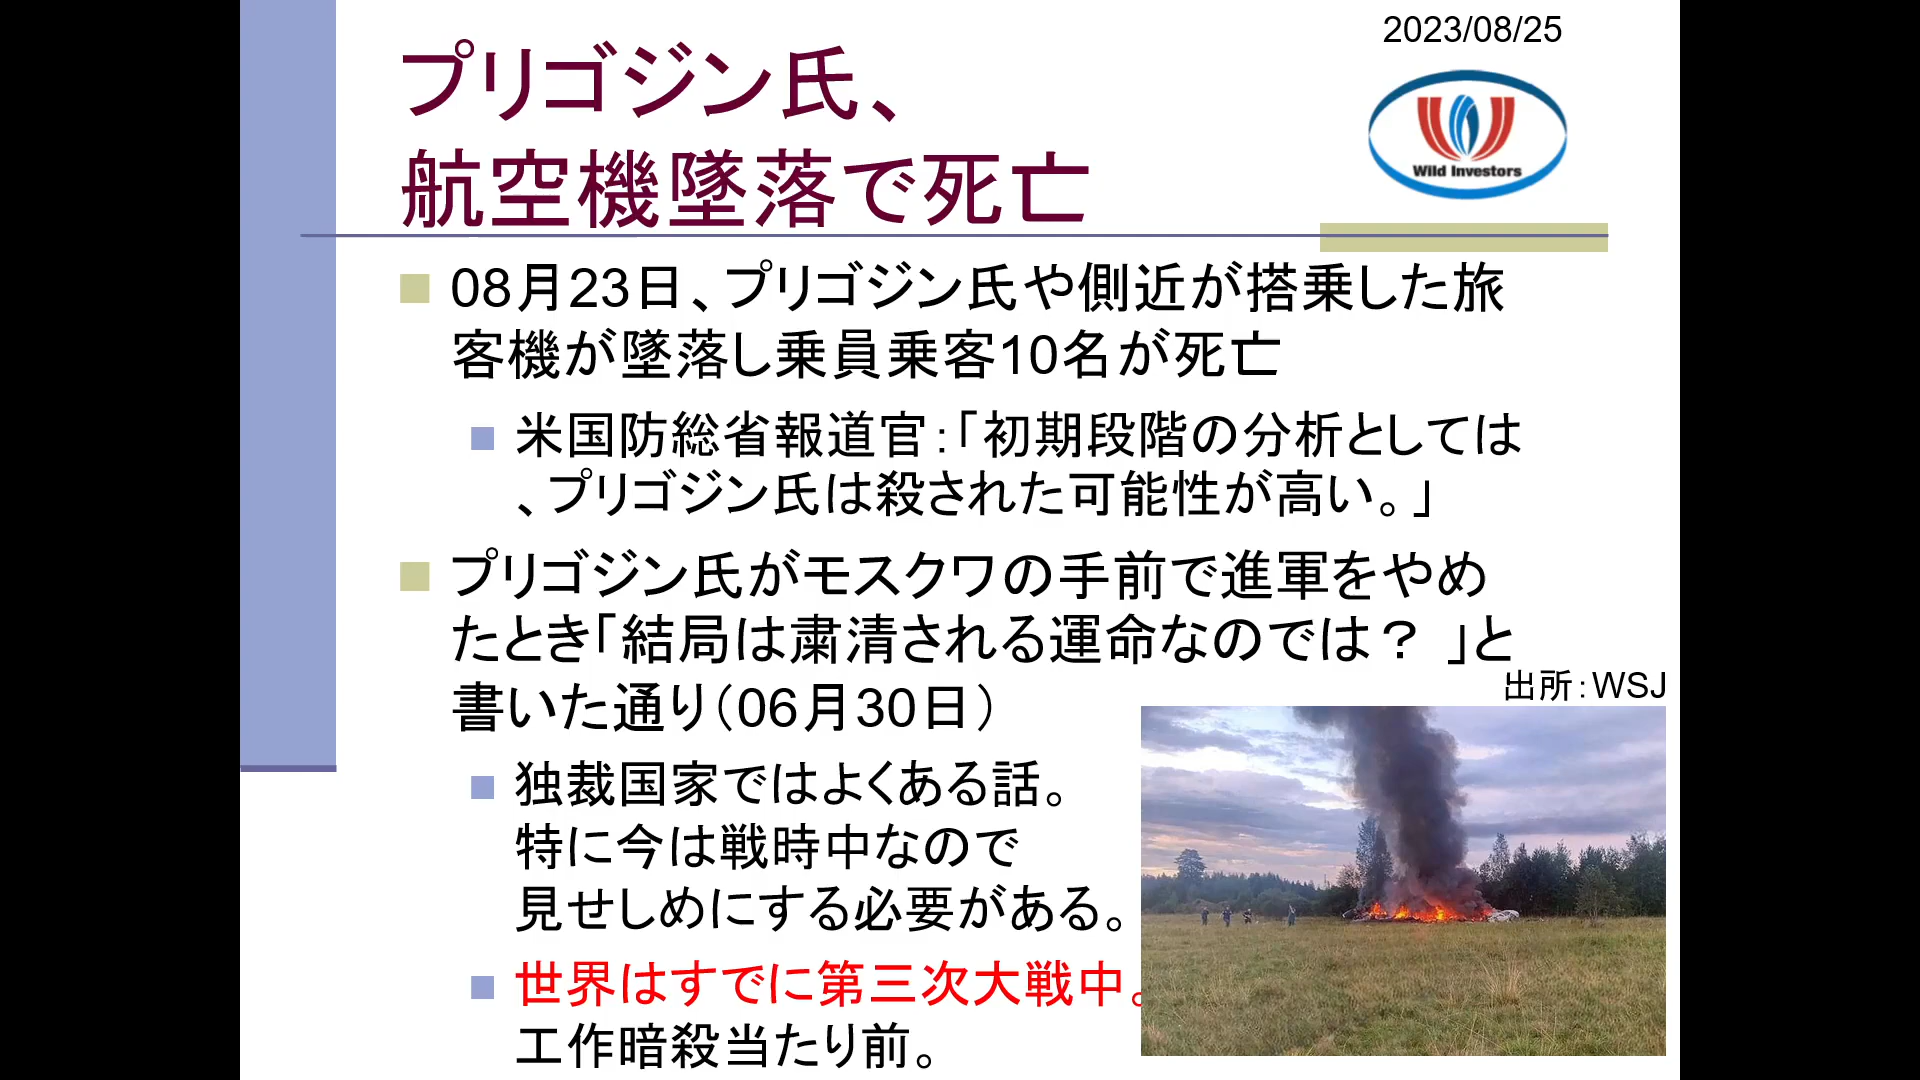 2023/08/25
プリゴジン氏、
航空機墜落で死亡
Wild Investors
08月23日、プリゴジン氏や側近が搭乗した旅
客機が墜落し乗員乗客10名が死亡
米国防総省報道官：「初期段階の分析としては
、プリゴジン氏は殺された可能性が高い。」
プリゴジン氏がモスクワの手前で進軍をやめ
たとき「結局は粛清される運命なのでは？ 」と
書いた通り（06月30日）
出所：WSJ
独裁国家ではよくある話。
特に今は戦時中なので
見せしめにする必要がある。
世界はすでに第三次大戦中。
工作暗殺当たり前。